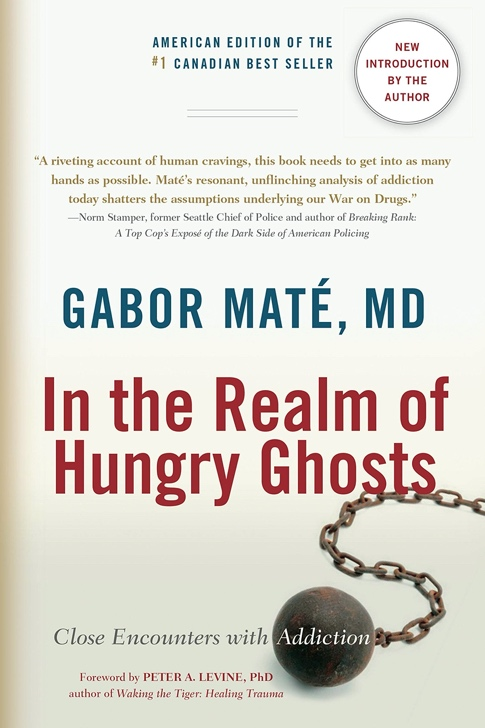 AMERICAN EDITION OF THE
#1 CANADIAN BEST SELLER
NEW
INTRODUCTION
BY THE
AUTHOR
“A riveting account of human cravings, this book needs to get into as many
hands as possible. Maté’s resonant, unflinching analysis of addiction
today shatters the assumptions underlying our War on Drugs.”
—Norm Stamper, former Seattle Chief of Police and author of Breaking Rank:
A Top Cop’s Exposé of the Dark Side of American Policing
GABOR MATÉ, MD
In the Realm of
Hungry Ghosts
Close Encounters with Addiction
Foreword by PETER A. LEVINE, PhD
author of Waking the Tiger: Healing Trauma